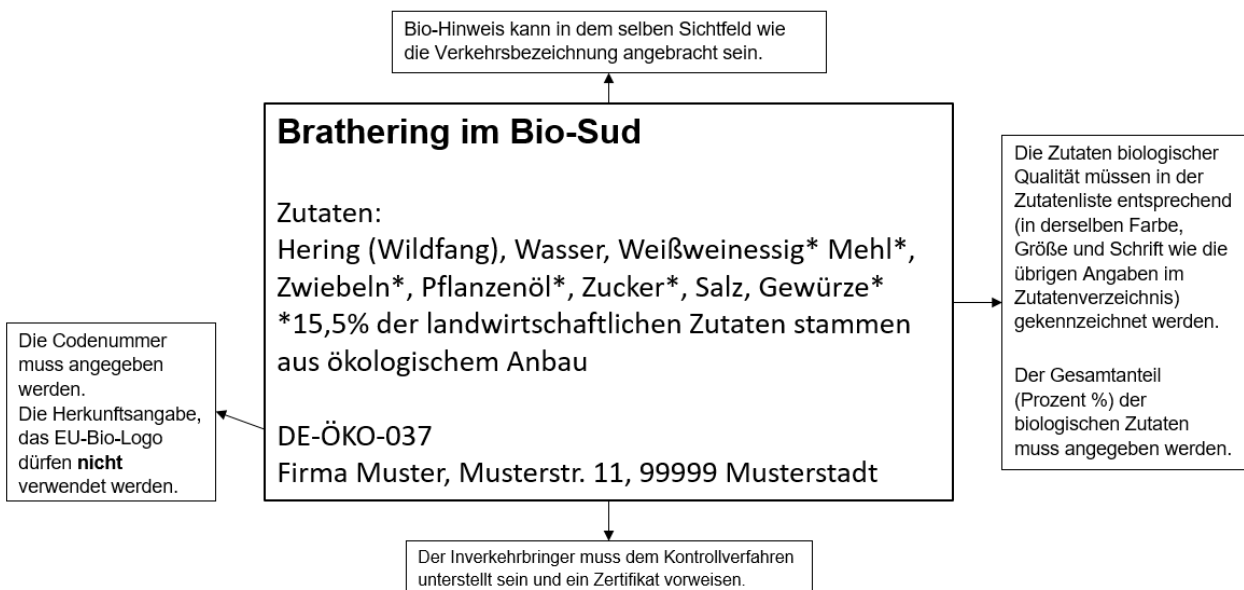 Bio-Hinweis kann in dem selben Sichtfeld wie
die Verkehrsbezeichnung angebracht sein.
Brathering im Bio-Sud
Zutaten:
Hering (Wildfang), Wasser, Weißweinessig* Mehl*,
Zwiebeln*, Pflanzenöl*, Zucker*, Salz, Gewürze*
*15,5% der landwirtschaftlichen Zutaten stammen
aus ökologischem Anbau
DE-ÖKO-037
Firma Muster, Musterstr. 11, 99999 Musterstadt
Die Zutaten biologischer
Qualität müssen in der
Zutatenliste entsprechend
(in derselben Farbe,
Größe und Schrift wie die
übrigen Angaben im
Zutatenverzeichnis)
gekennzeichnet werden.
Der Gesamtanteil
(Prozent %) der
biologischen Zutaten
muss angegeben werden.
Die Codenummer
muss angegeben
werden.
Die Herkunftsangabe,
das EU-Bio-Logo
dürfen nicht
verwendet werden.
Der Inverkehrbringer muss dem Kontrollverfahren
unterstellt sein und ein Zertifikat vorweisen.